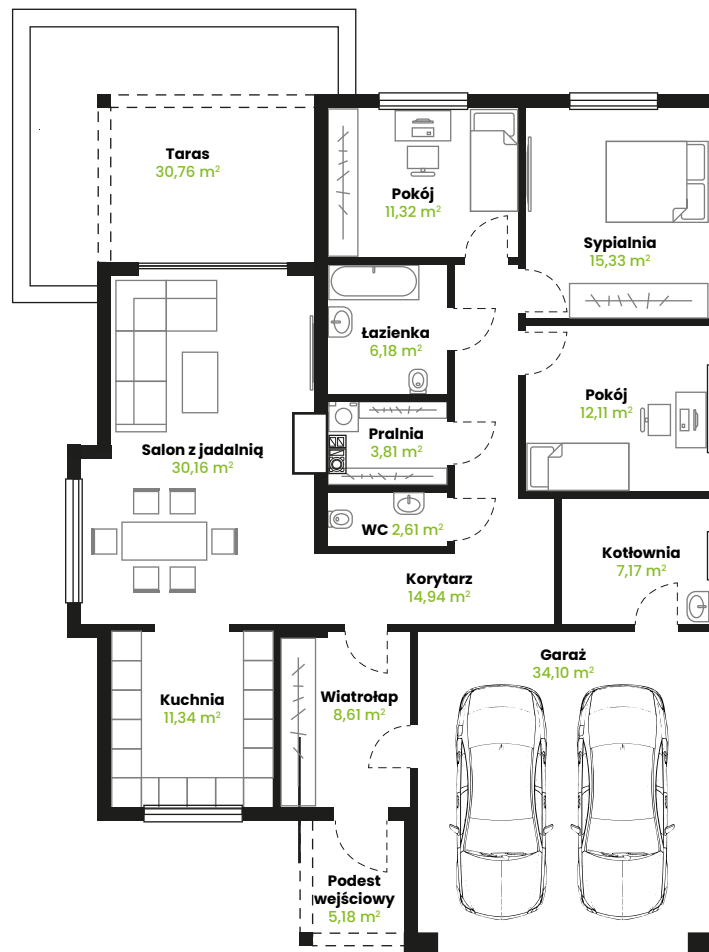 Taras
30,76 m²
Pokój
11,32 m²
Sypialnia
15,33 m²
Łazienka
6,18 m²
Pokój
12,11 m²
Pralnia
3,81 m²
Salon z jadalnią
30,16 m²
WC 2,61 m²
Kotłownia
7,17 m²
Korytarz
14,94 m²
Garaż
34,10 m²
Kuchnia
11,34 m²
Wiatrołap
8,61 m²
Podest
wejściowy
5,18 m²